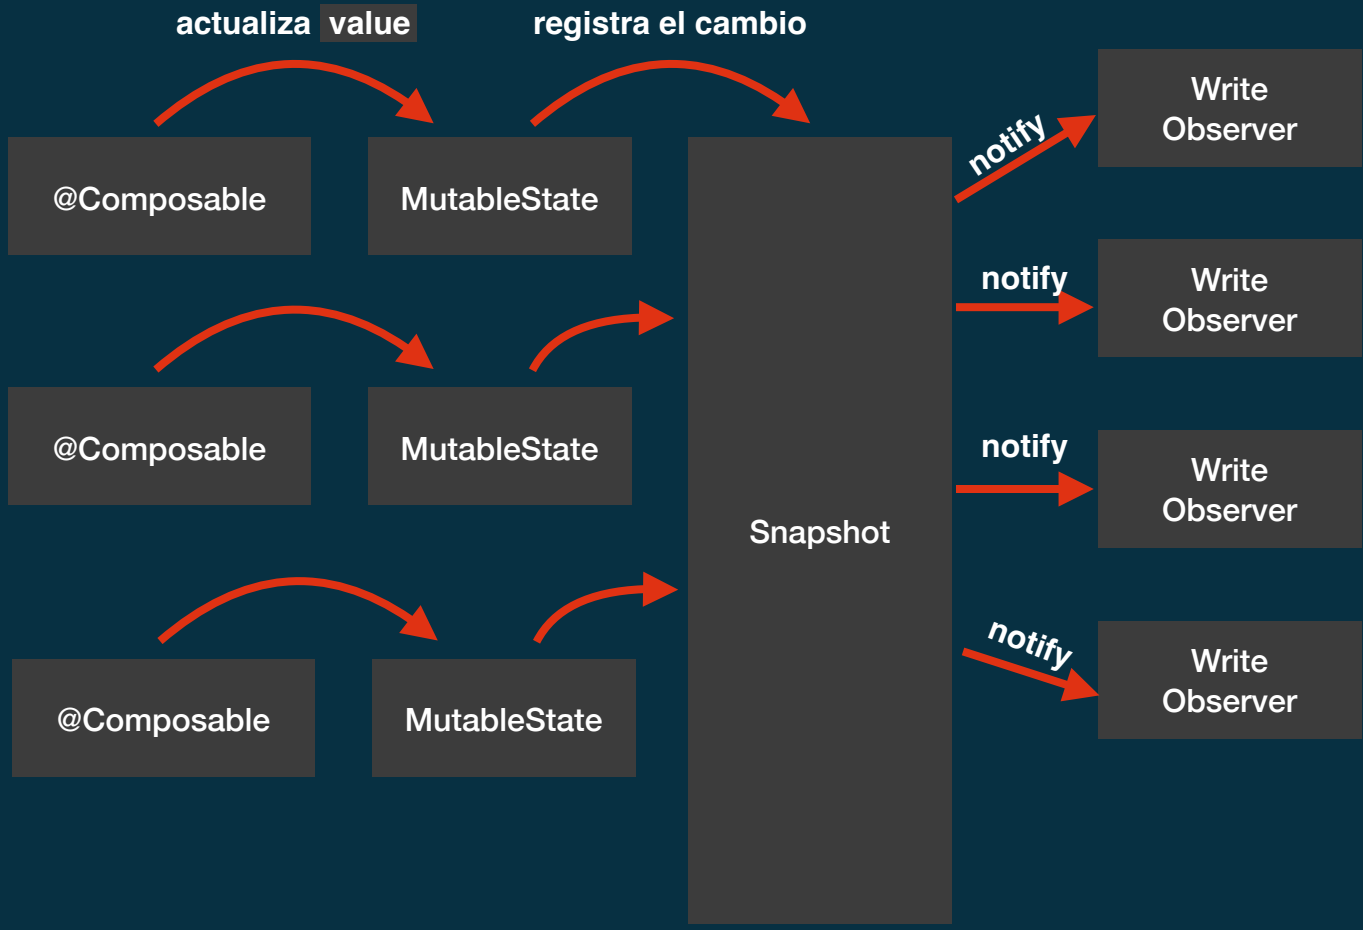 actualiza value
registra el cambio
@Composable
MutableState
notify
Write
Observer
notify
Write
Observer
@Composable
MutableState
notify
Write
Observer
Snapshot
@Composable
MutableState
notify
Write
Observer